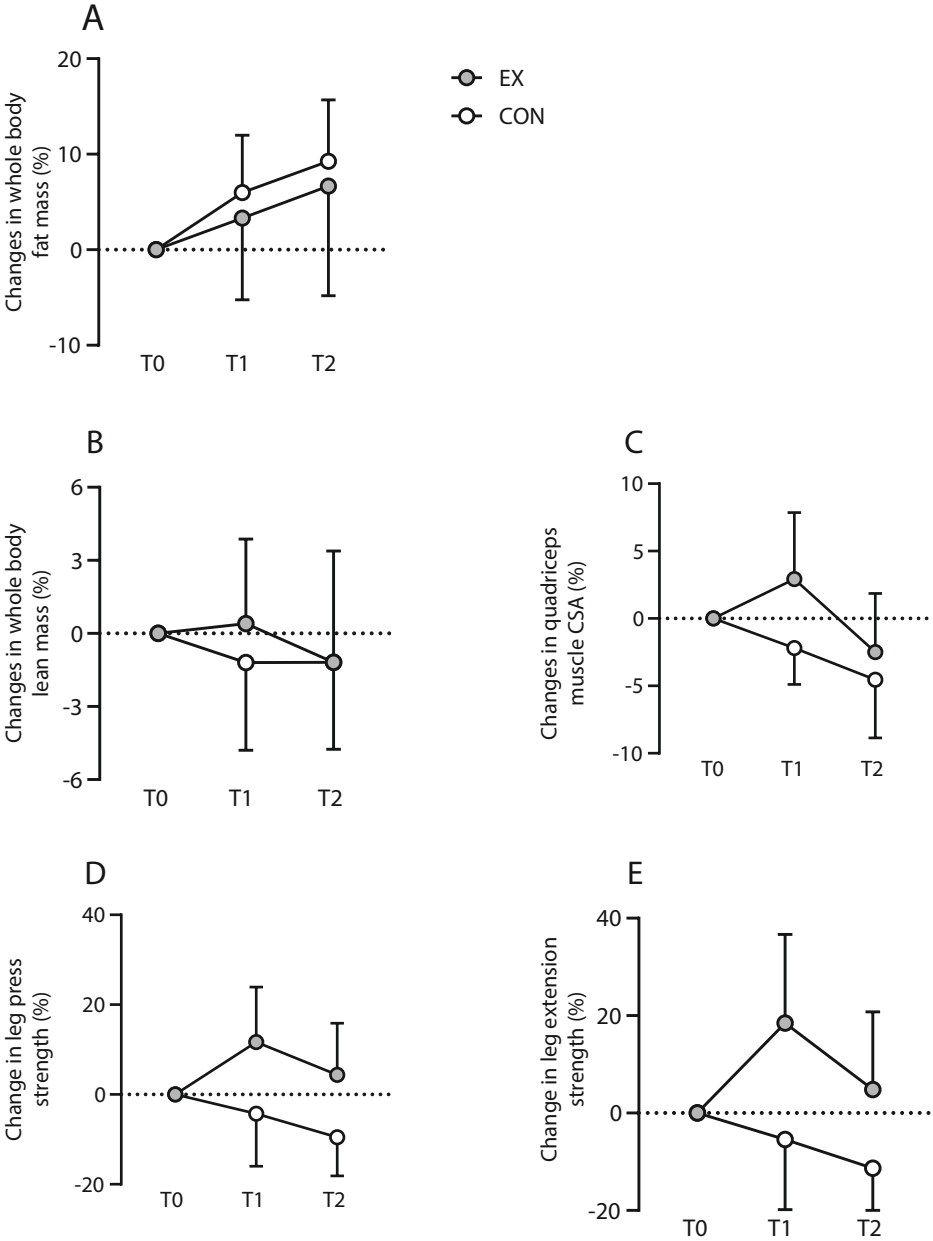 A
20
10
0
-10
Changes in whole body
fat mass (%)
T0 T1 T2
EX
CON
B
6
3
0
-3
-6
Changes in whole body
lean mass (%)
T0 T1 T2
C
10
5
0
-5
-10
Changes in quadriceps
muscle CSA (%)
T0 T1 T2
D
40
20
0
-20
Change in leg press
strength (%)
T0 T1 T2
E
40
20
0
-20
Change in leg extension
strength (%)
T0 T1 T2